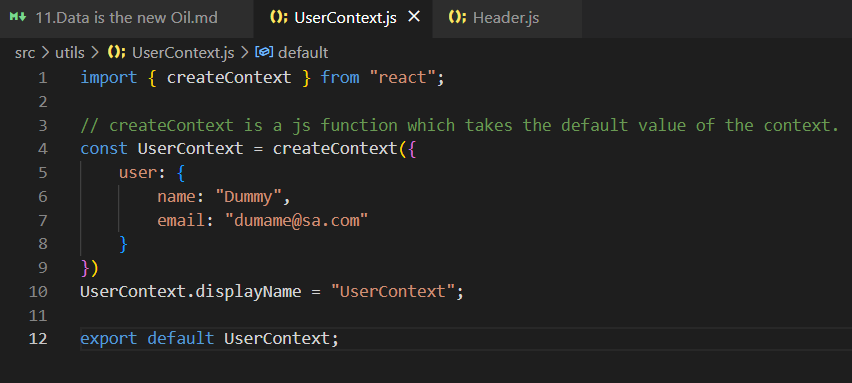 11.Data is the new Oil.md UserContext.js Header.js
src > utils > UserContext.js > default
1 import { createContext } from "react";
2
3 // createContext is a js function which takes the default value of the context.
4 const UserContext = createContext({
5     user: {
6         name: "Dummy",
7         email: "dumame@sa.com"
8     }
9 })
10 UserContext.displayName = "UserContext";
11
12 export default UserContext;